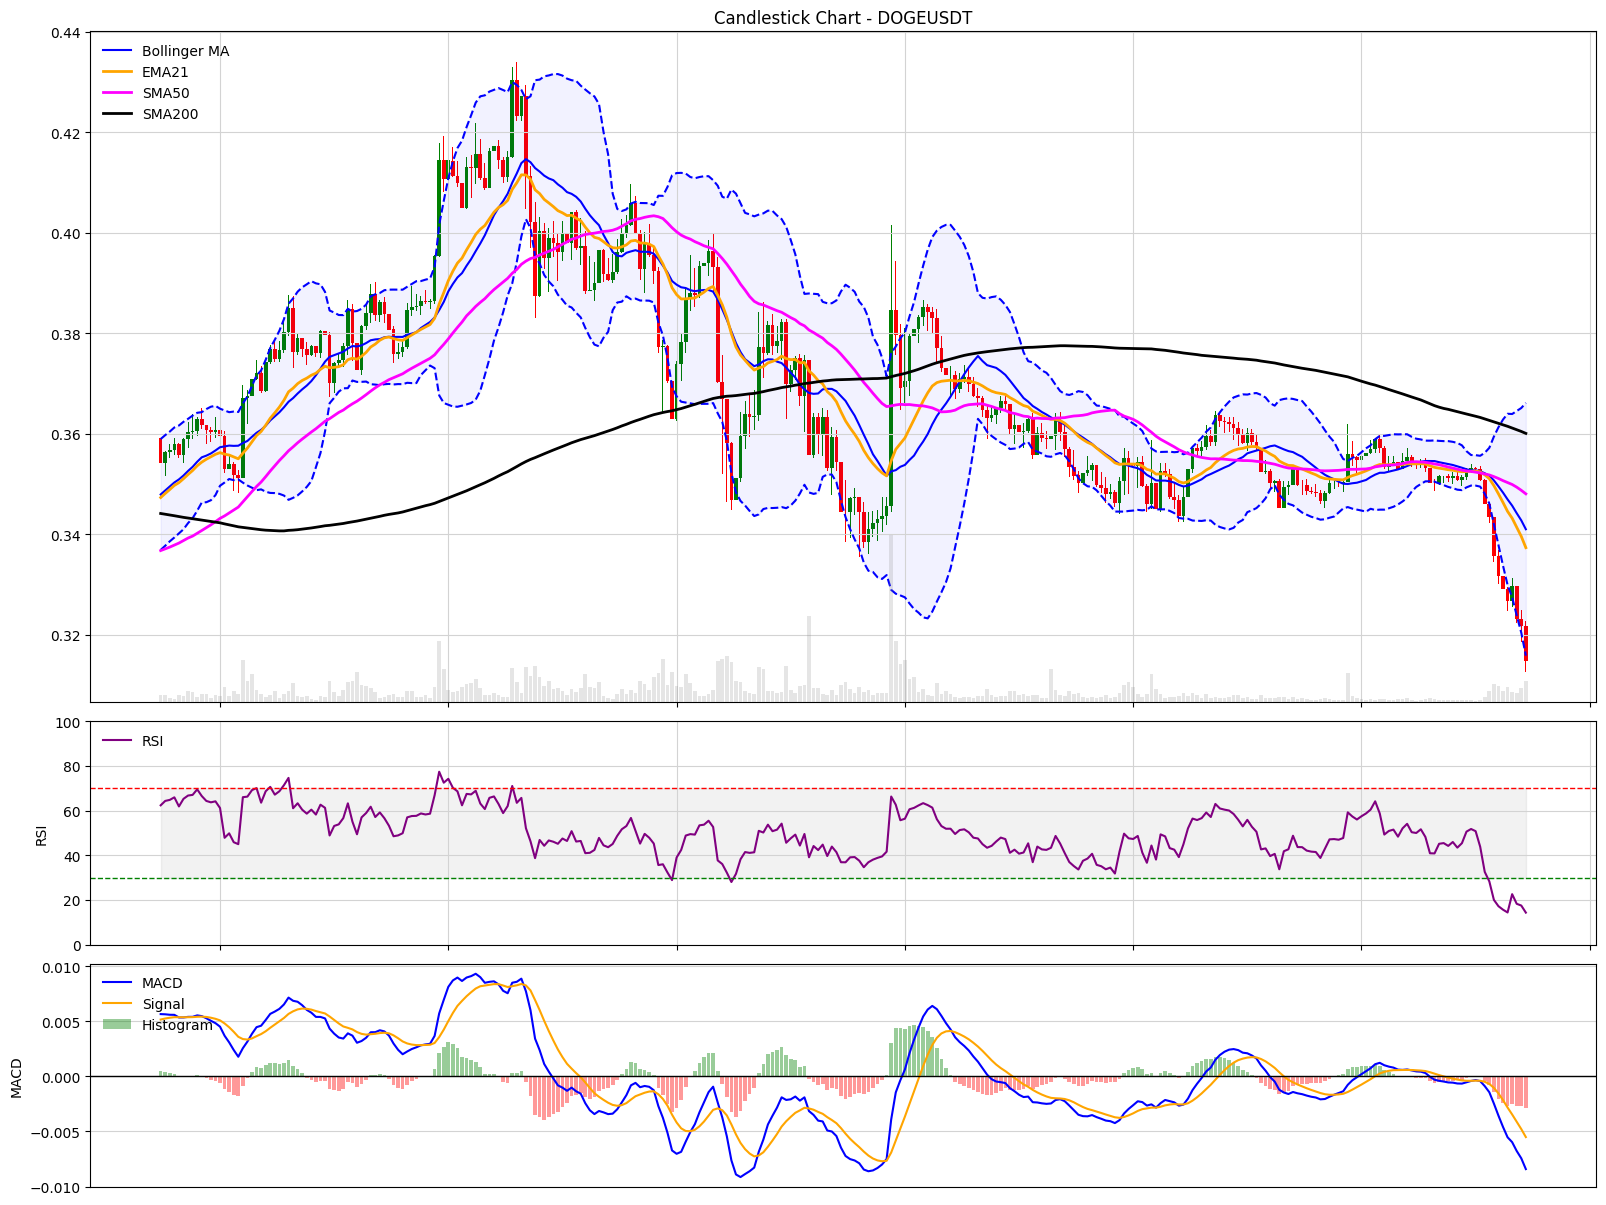 Candlestick Chart - DOGEUSDT
0.44
Bollinger MA
EMA21
SMA50
SMA200
0.42
0.40
0.38
0.36
0.34
0.32
100
RSI
80
60
RSI
40
20
0
0.010
MACD
Signal
0.005
Histogram
0.000
MACD
−0.005
−0.010